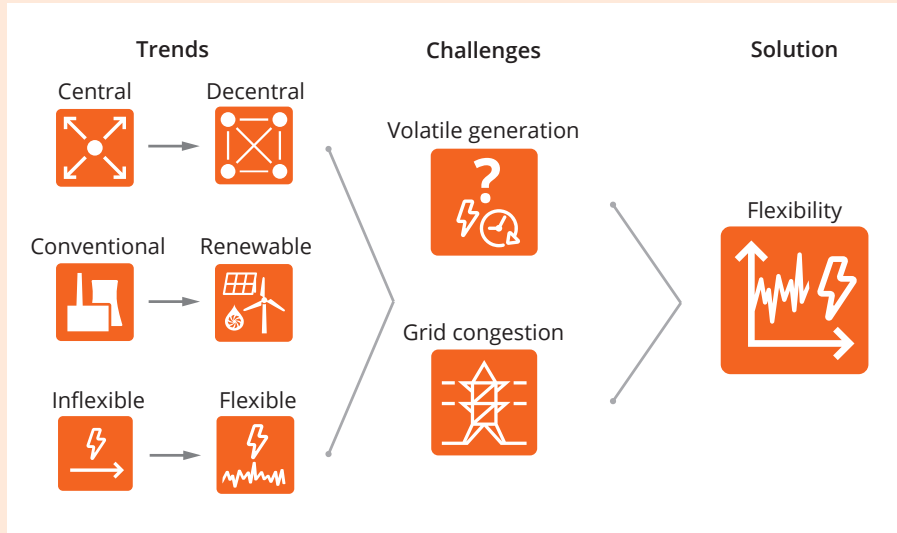 Trends
Challenges
Solution
Central
Decentral
Conventional
Renewable
Inflexible
Flexible
Volatile generation
?
Grid congestion
Flexibility